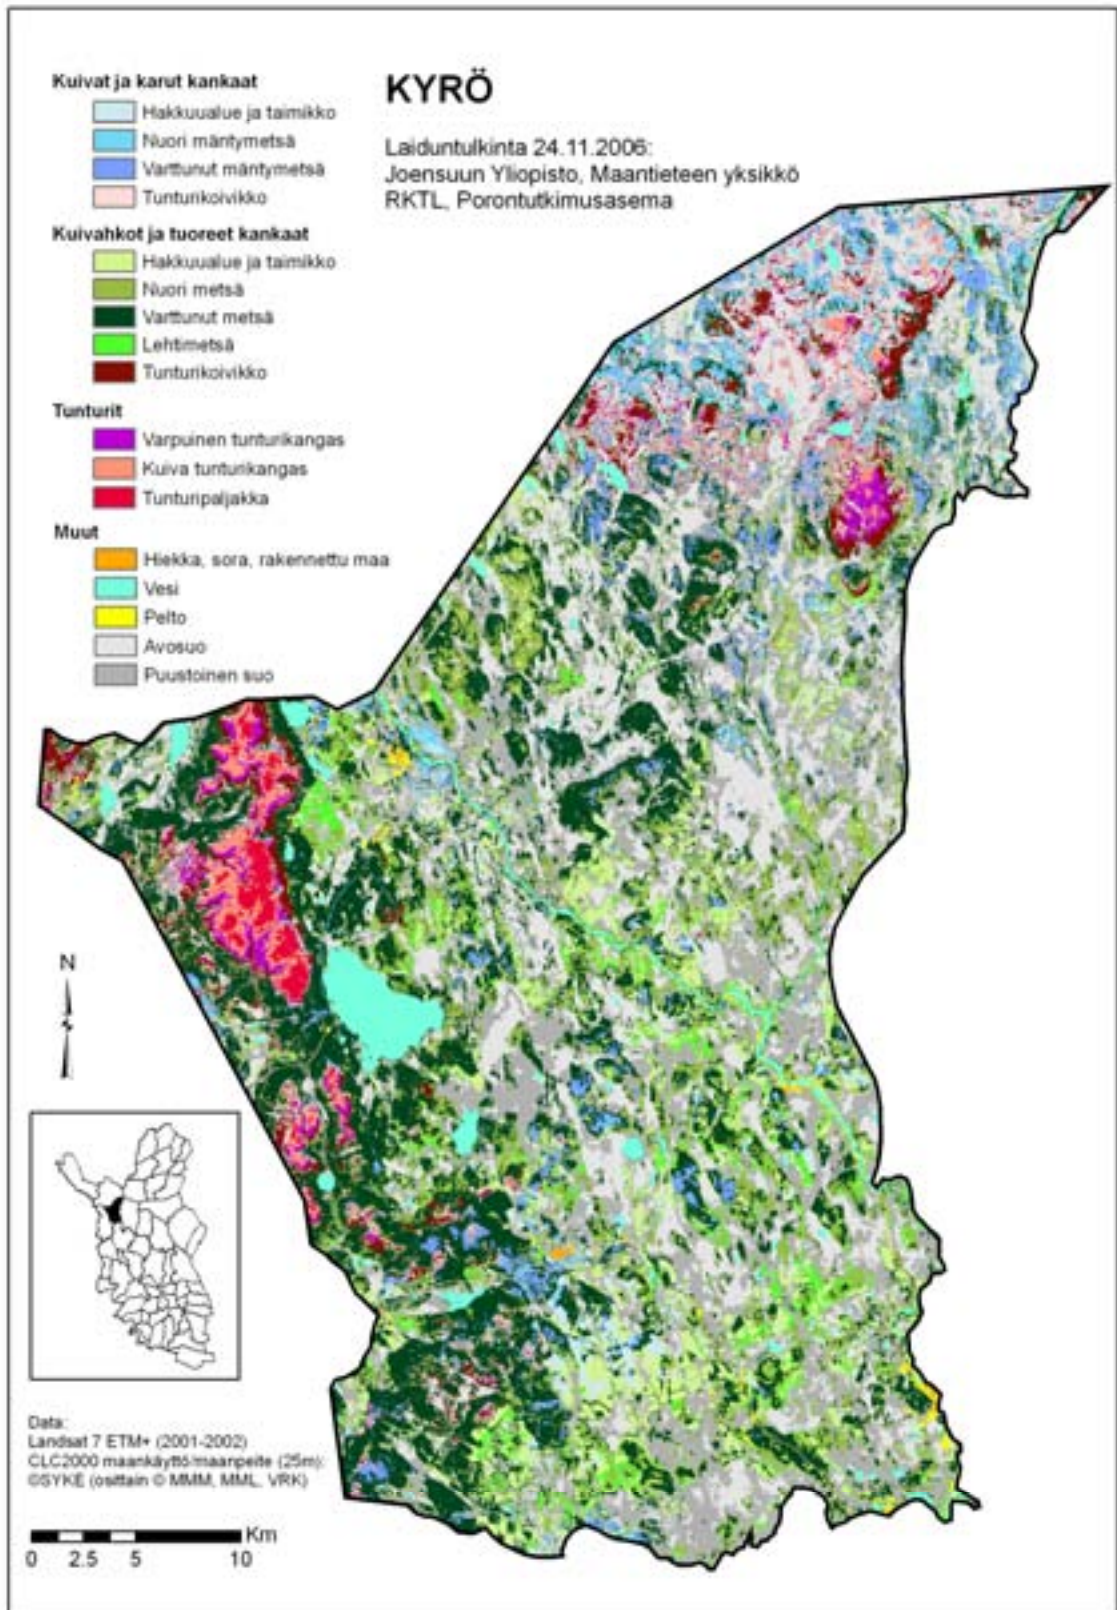 KYRÖ
Laiduntulkinta 24.11.2006:
Joensuun Yliopisto, Maantieteen yksikkö
RKTL, Porontutkimusasema
Kuivat ja karut kankaat
Hakkuualue ja taimikko
Nuori mäntymetsä
Varttunut mäntymetsä
Tunturikoivikko
Kuivahkot ja tuoreet kankaat
Hakkuualue ja taimikko
Nuori metsä
Varttunut metsä
Lehtimetsä
Tunturikoivikko
Tunturit
Varpuinen tunturikangas
Kuiva tunturikangas
Tunturipaljakka
Muut
Hiekka, sora, rakennettu maa
Vesi
Pelto
Avosuo
Puustoinen suo
N
Data:
Landsat 7 ETM+ (2001-2002)
CLC2000 maankäyttö/maanpeite (25m):
©SYKE (osittain © MMM, MML, VRK)
Km
0 2.5 5 10